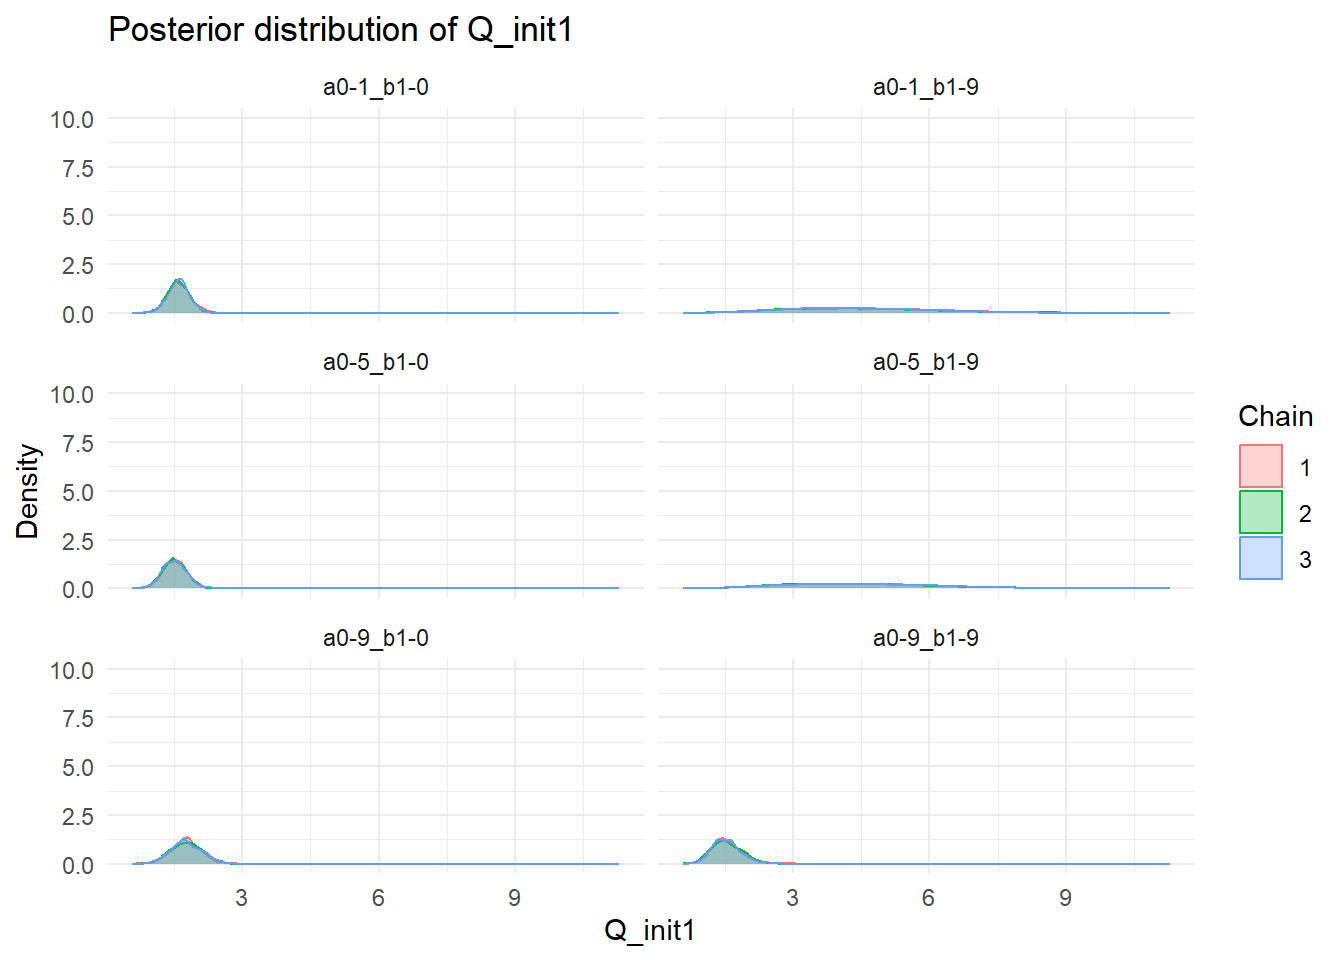 Posterior distribution of Q_init1
a0-1_b1-0
a0-1_b1-9
10.0
7.5
5.0
2.5
0.0
a0-5_b1-0
a0-5_b1-9
10.0
7.5
5.0
2.5
0.0
a0-9_b1-0
a0-9_b1-9
10.0
7.5
5.0
2.5
0.0
3 6 9
3 6 9
Q_init1
Density
Chain
1
2
3